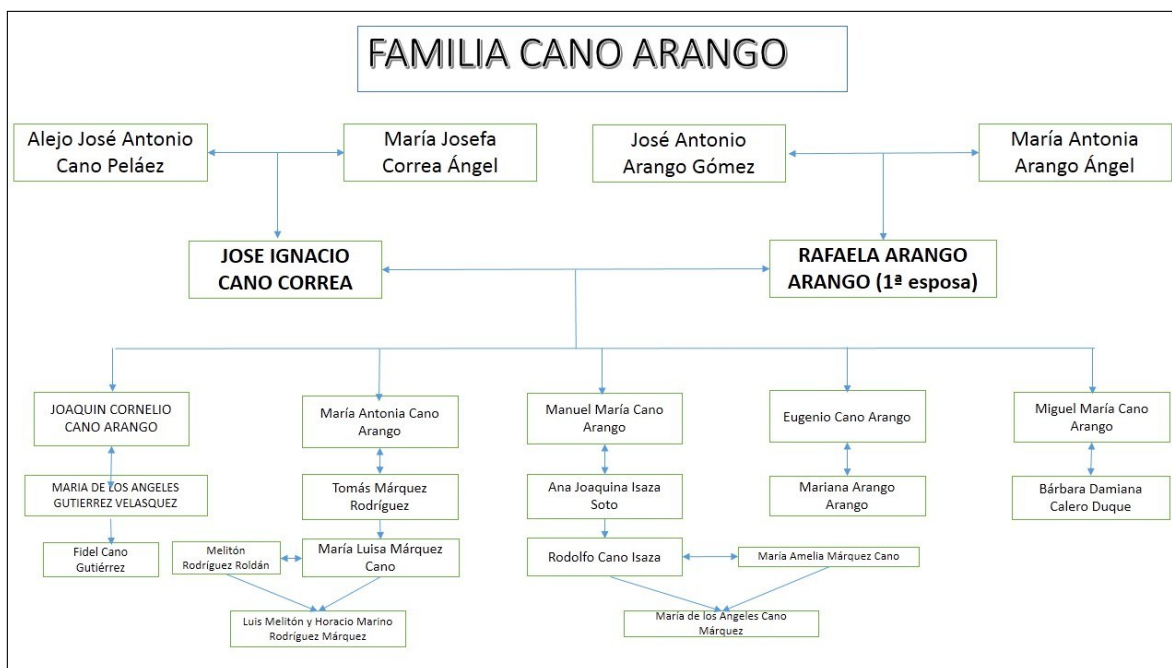 FAMILIA CANO ARANGO
Alejo José Antonio
Cano Peláez
María Josefa
Correa Ángel
José Antonio
Arango Gómez
María Antonia
Arango Ángel
JOSE IGNACIO
CANO CORREA
RAFAELA ARANGO
ARANGO (1ª esposa)
JOAQUIN CORNELIO
CANO ARANGO
María Antonia Cano
Arango
Manuel María Cano
Arango
Eugenio Cano Arango
Miguel María Cano
Arango
MARIA DE LOS ANGELES
GUTIERREZ VELASQUEZ
Tomás Márquez
Rodríguez
Ana Joaquina Isaza
Soto
Mariana Arango
Arango
Bárbara Damiana
Calero Duque
Fidel Cano
Gutiérrez
Melitón
Rodríguez Roldán
María Luisa Márquez
Cano
Rodolfo Cano Isaza
María Amelia Márquez Cano
Luis Melitón y Horacio Marino
Rodríguez Márquez
María de los Angeles Cano
Márquez